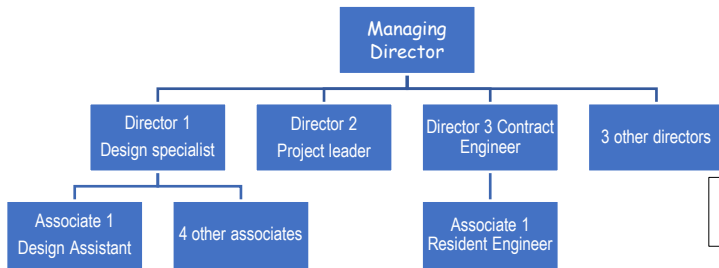 Managing
Director
Director 1
Design specialist
Director 2
Project leader
Director 3 Contract
Engineer
3 other directors
Associate 1
Design Assistant
4 other associates
Associate 1
Resident Engineer